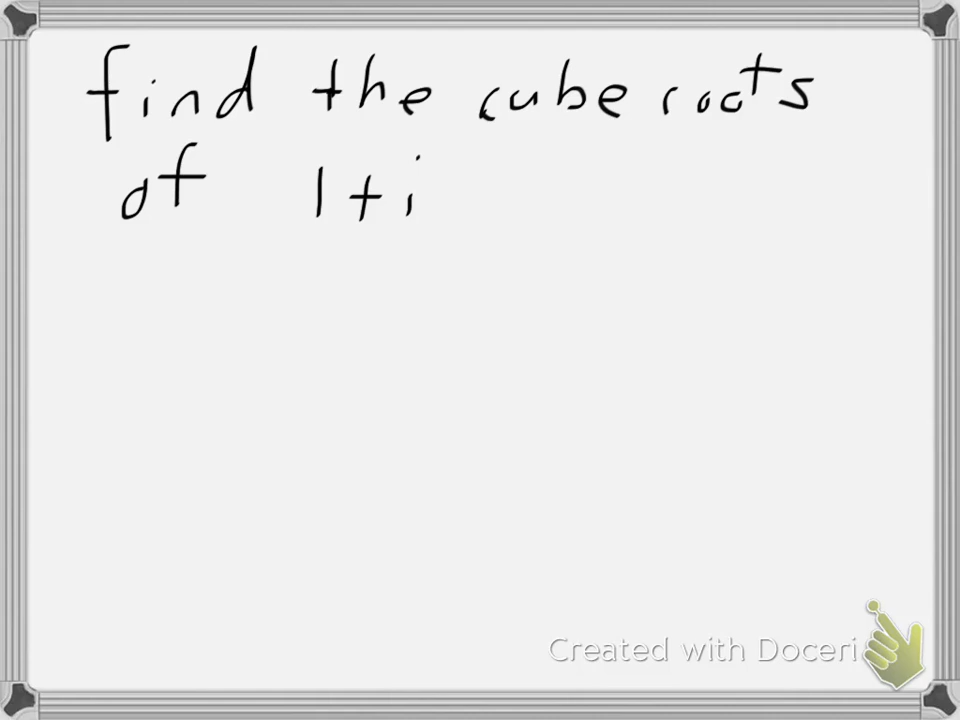 find the cube roots
of 1+i
Created with Doceri